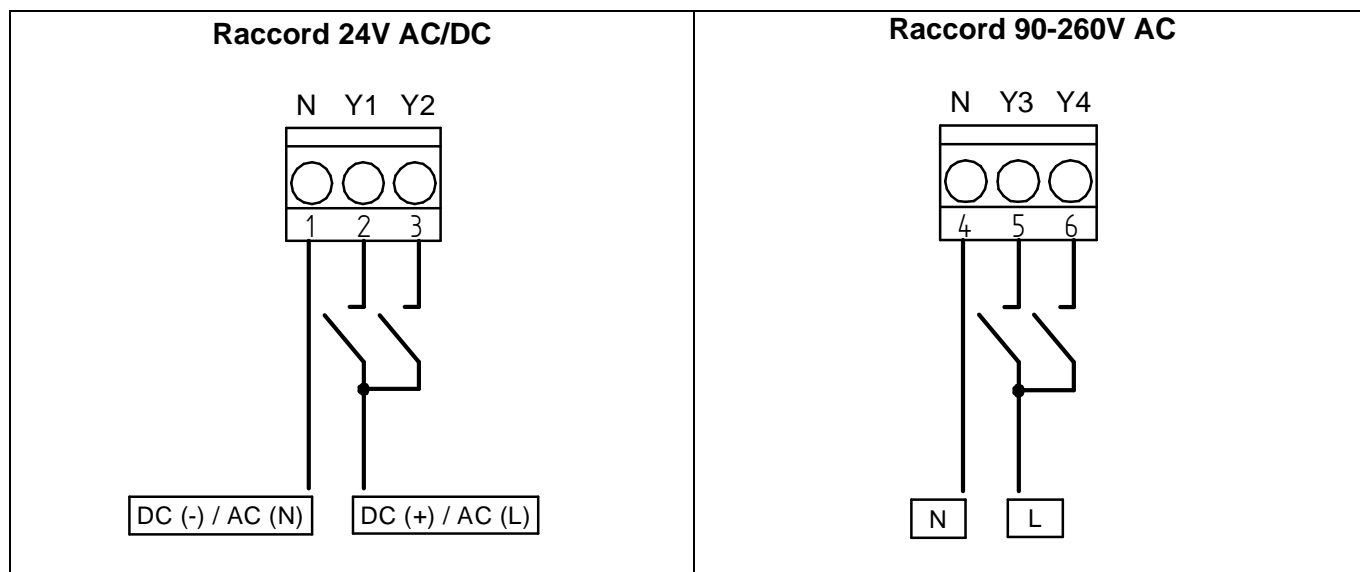 Raccord 24V AC/DC
N Y1 Y2
1 2 3
DC (-) / AC (N) DC (+) / AC (L)
Raccord 90-260V AC
N Y3 Y4
4 5 6
N L